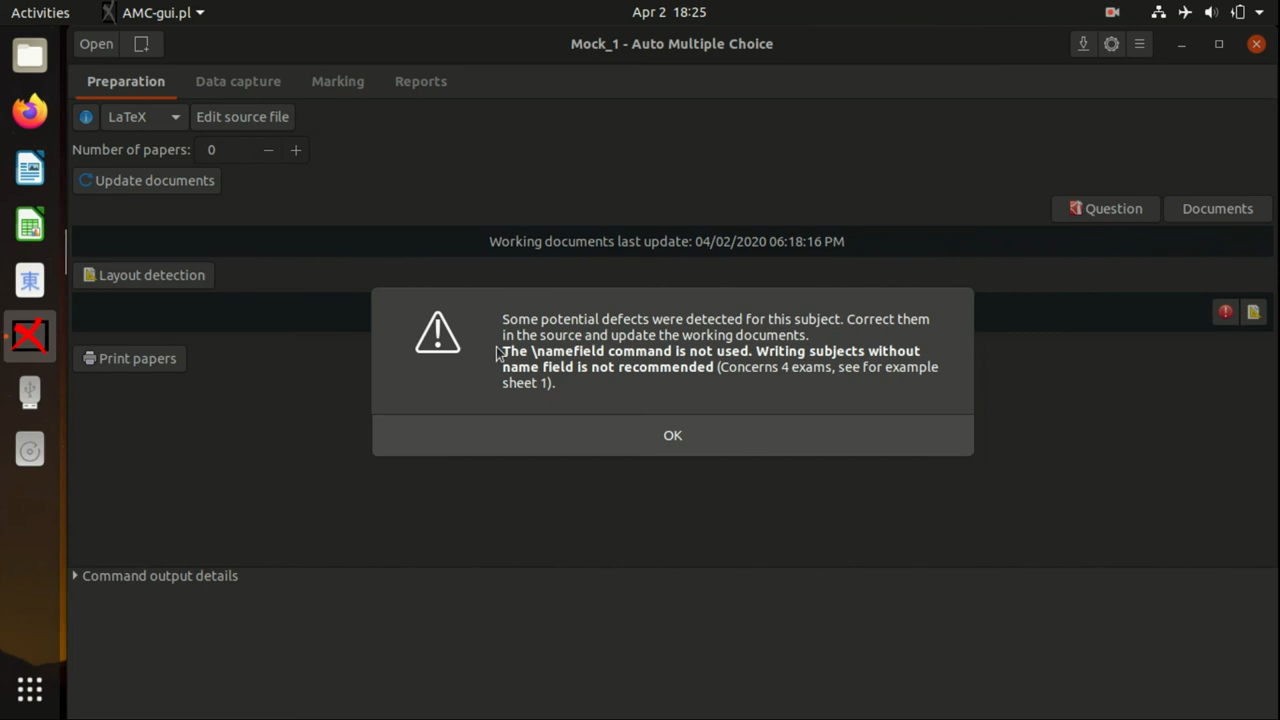 Activities
AMC-gui.pl
Apr 2 18:25
Open
Mock_1 - Auto Multiple Choice
Preparation
Data capture
Marking
Reports
LaTeX
Edit source file
Number of papers:
0
Update documents
Question
Documents
Working documents last update: 04/02/2020 06:18:16 PM
Layout detection
Some potential defects were detected for this subject. Correct them
in the source and update the working documents.
The \namefield command is not used. Writing subjects without
name field is not recommended (Concerns 4 exams, see for example
sheet 1).
OK
Print papers
Command output details
東